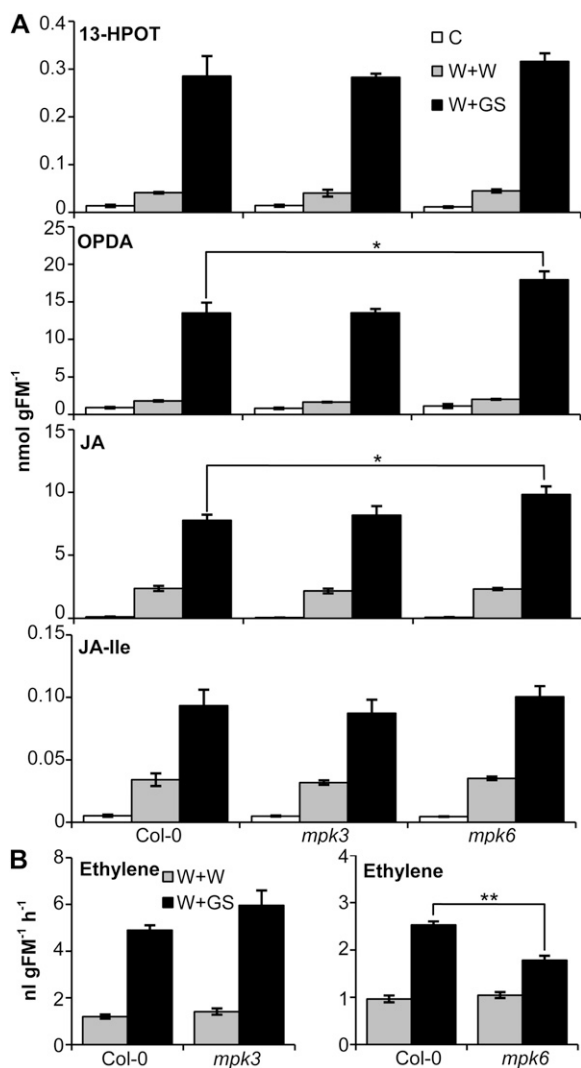 A
13-HPOT
C
W+W
W+GS
0.4
0.3
0.2
0.1
0
OPDA
*
25
20
15
10
5
0
nmol gFM-1
JA
*
15
10
5
0
JA-Ile
0.15
0.10
0.05
0
Col-0 mpk3 mpk6
B
Ethylene
W+W
W+GS
8
6
4
2
0
nl gFM-1 h-1
Col-0 mpk3
Ethylene
**
4
3
2
1
0
Col-0 mpk6